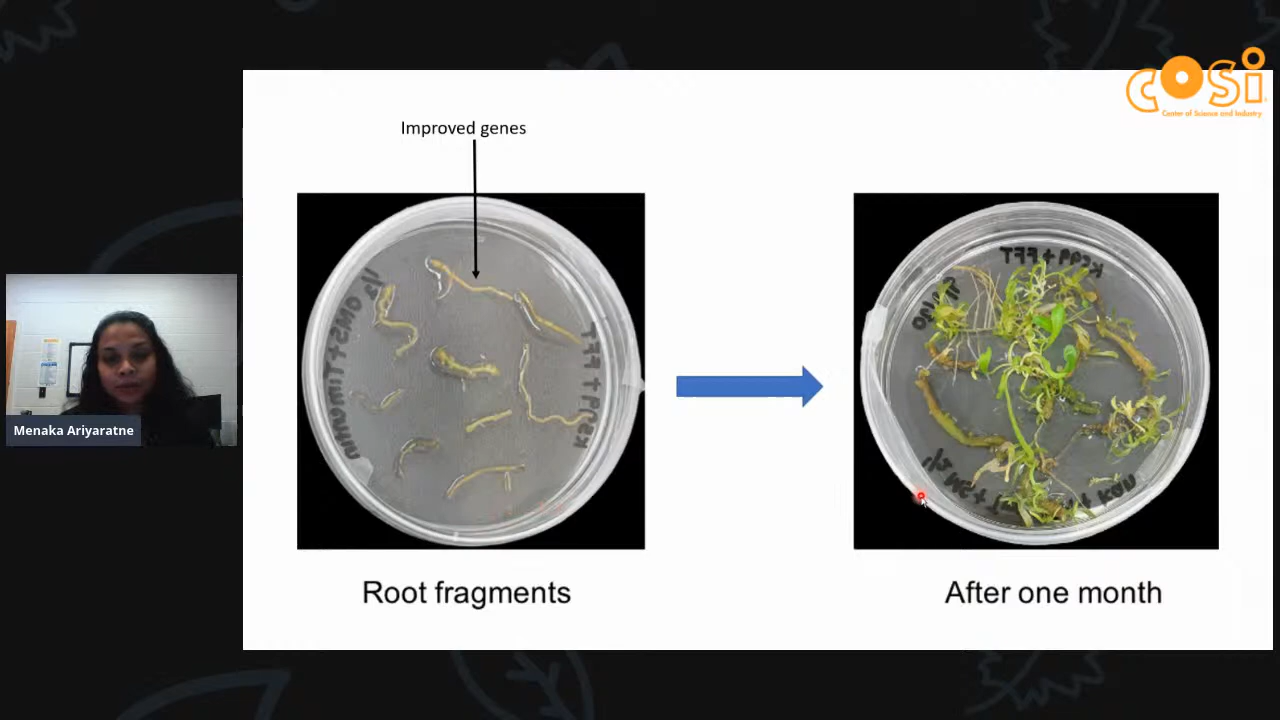 cosi
Center of Science and Industry
Improved genes
Menaka Ariyaratne
Root fragments
After one month